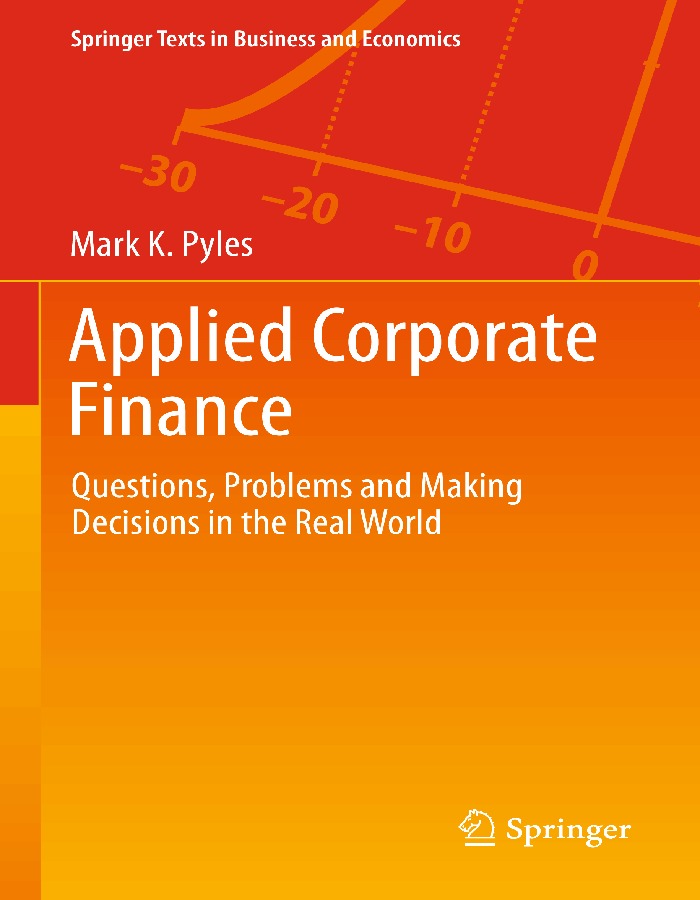 Springer Texts in Business and Economics
–30
–20
–10
0
Mark K. Pyles
Applied Corporate
Finance
Questions, Problems and Making
Decisions in the Real World
Springer